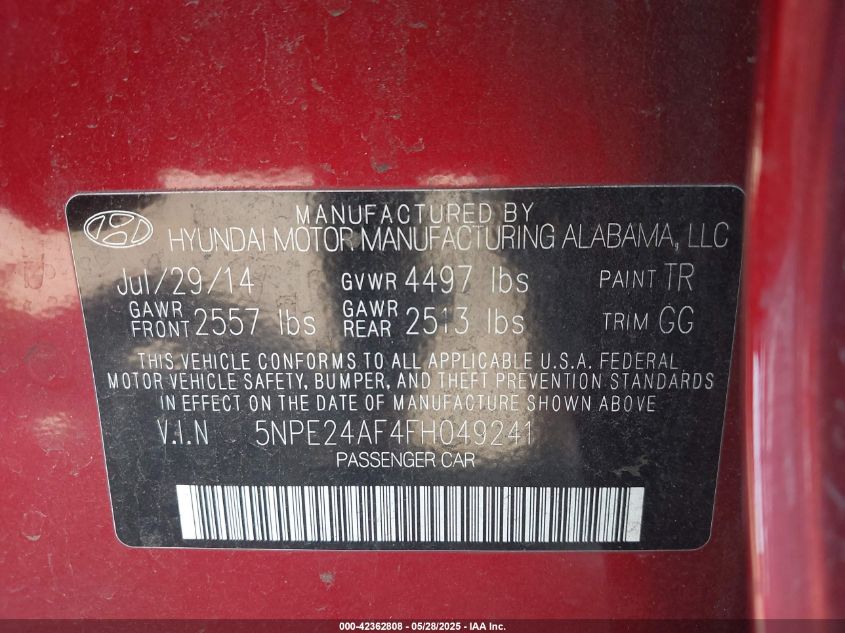 MANUFACTURED BY
HYUNDAI MOTOR MANUFACTURING ALABAMA, LLC
Jul/29/14 GVWR 4497 lbs PAINT TR
GAWR FRONT 2557 lbs GAWR REAR 2513 lbs TRIM GG
THIS VEHICLE CONFORMS TO ALL APPLICABLE U.S.A. FEDERAL
MOTOR VEHICLE SAFETY, BUMPER, AND THEFT PREVENTION STANDARDS
IN EFFECT ON THE DATE OF MANUFACTURE SHOWN ABOVE
V.I.N 5NPE24AF4FH049241
PASSENGER CAR
000-42362808 - 05/28/2025 - IAA Inc.